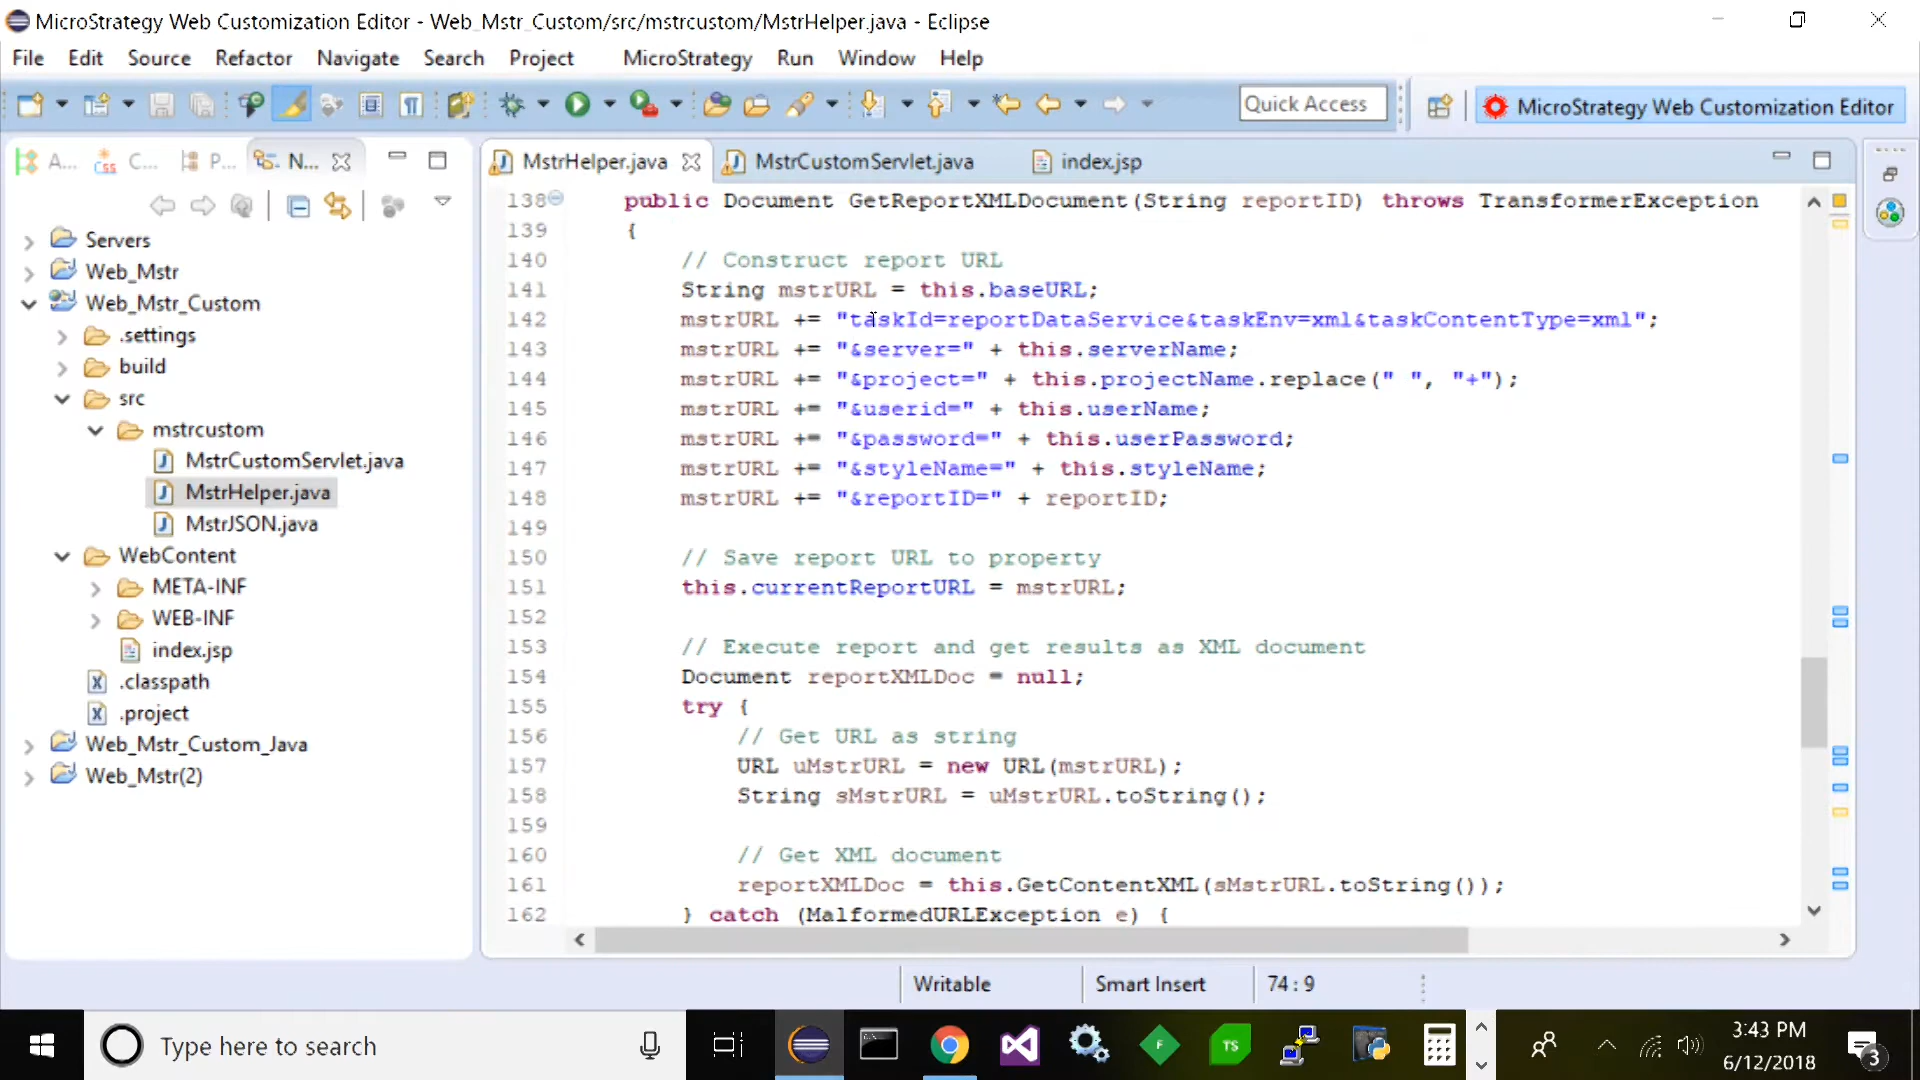 MicroStrategy Web Customization Editor - Web_Mstr_Custom/src/mstrcustom/MstrHelper.java - Eclipse
File Edit Source Refactor Navigate Search Project MicroStrategy Run Window Help
Quick Access
MicroStrategy Web Customization Editor
A... C... P... N...
MstrHelper.java MstrCustomServlet.java index.jsp
Servers
Web_Mstr
Web_Mstr_Custom
.settings
build
src
mstrcustom
MstrCustomServlet.java
MstrHelper.java
MstrJSON.java
WebContent
META-INF
WEB-INF
index.jsp
.classpath
.project
Web_Mstr_Custom_Java
Web_Mstr(2)
138 public Document GetReportXMLDocument(String reportID) throws TransformerException
139 {
140 // Construct report URL
141 String mstrURL = this.baseURL;
142 mstrURL += "taskId=reportDataService&taskEnv=xml&taskContentType=xml";
143 mstrURL += "&server=" + this.serverName;
144 mstrURL += "&project=" + this.projectName.replace(" ", "+");
145 mstrURL += "&userid=" + this.userName;
146 mstrURL += "&password=" + this.userPassword;
147 mstrURL += "&styleName=" + this.styleName;
148 mstrURL += "&reportID=" + reportID;
149
150 // Save report URL to property
151 this.currentReportURL = mstrURL;
152
153 // Execute report and get results as XML document
154 Document reportXMLDoc = null;
155 try {
156 // Get URL as string
157 URL uMstrURL = new URL(mstrURL);
158 String sMstrURL = uMstrURL.toString();
159
160 // Get XML document
161 reportXMLDoc = this.GetContentXML(sMstrURL.toString());
162 } catch (MalformedURLException e) {
Writable Smart Insert 74 : 9
Type here to search
F
TS
3:43 PM
6/12/2018
3